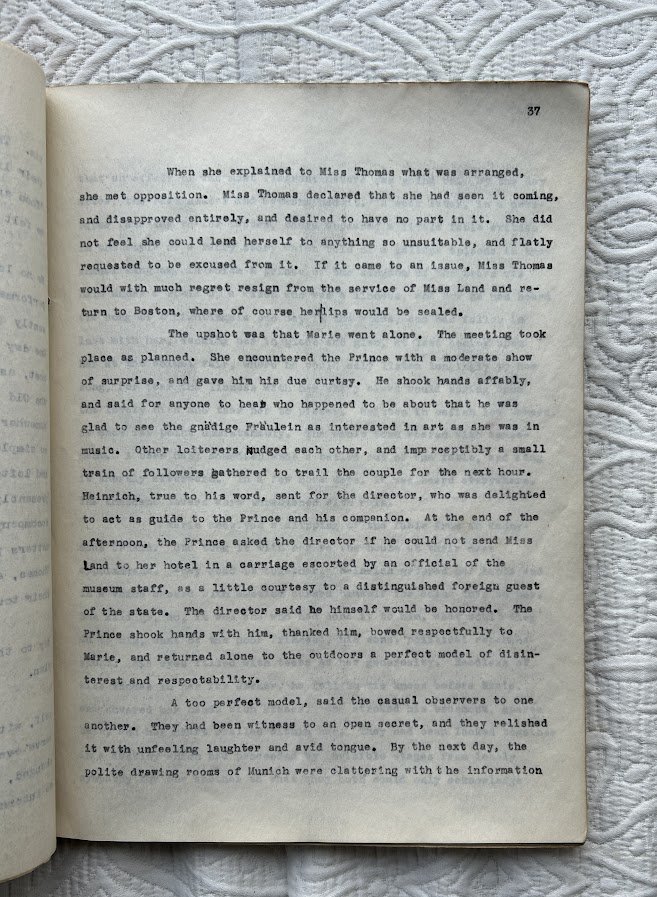 37
When she explained to Miss Thomas what was arranged,
she met opposition. Miss Thomas declared that she had seen it coming,
and disapproved entirely, and desired to have no part in it. She did
not feel she could lend herself to anything so unsuitable, and flatly
requested to be excused from it. If it came to an issue, Miss Thomas
would with much regret resign from the service of Miss Land and re-
turn to Boston, where of course her|lips would be sealed.
The upshot was that Marie went alone. The meeting took
place as planned. She encountered the Prince with a moderate show
of surprise, and gave him his due curtsy. He shook hands affably,
and said for anyone to hear who happened to be about that he was
glad to see the gnädige Fräulein as interested in art as she was in
music. Other loiterers nudged each other, and imperceptibly a small
train of followers gathered to trail the couple for the next hour.
Heinrich, true to his word, sent for the director, who was delighted
to act as guide to the Prince and his companion. At the end of the
afternoon, the Prince asked the director if he could not send Miss
Land to her hotel in a carriage escorted by an official of the
museum staff, as a little courtesy to a distinguished foreign guest
of the state. The director said he himself would be honored. The
Prince shook hands with him, thanked him, bowed respectfully to
Marie, and returned alone to the outdoors a perfect model of disin-
terest and respectability.
A too perfect model, said the casual observers to one
another. They had been witness to an open secret, and they relished
it with unfeeling laughter and avid tongue. By the next day, the
polite drawing rooms of Munich were clattering with the information